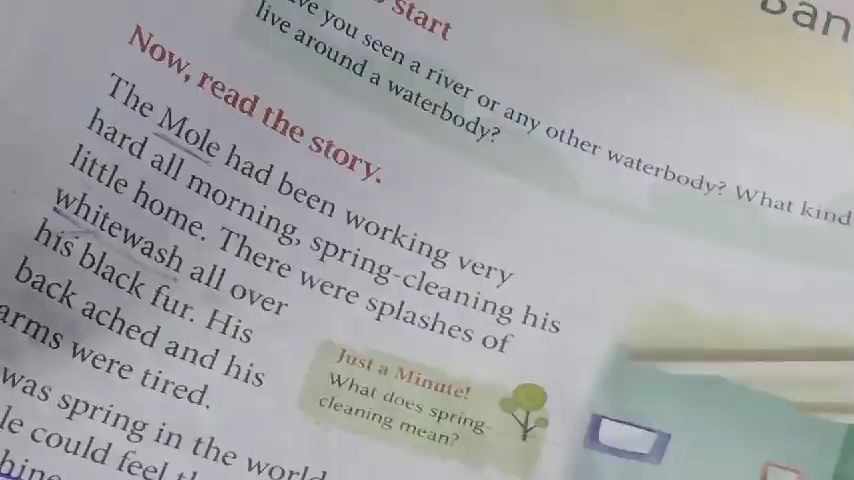 start
ve you seen a river or any other waterbody? What kind
live around a waterbody?
Now, read the story.
The Mole had been working very
hard all morning, spring-cleaning his
little home. There were splashes of
whitewash all over
his black fur. His
back ached and his
arms were tired.
was spring in the world
le could feel
Just a Minute!
What does spring-
cleaning mean?